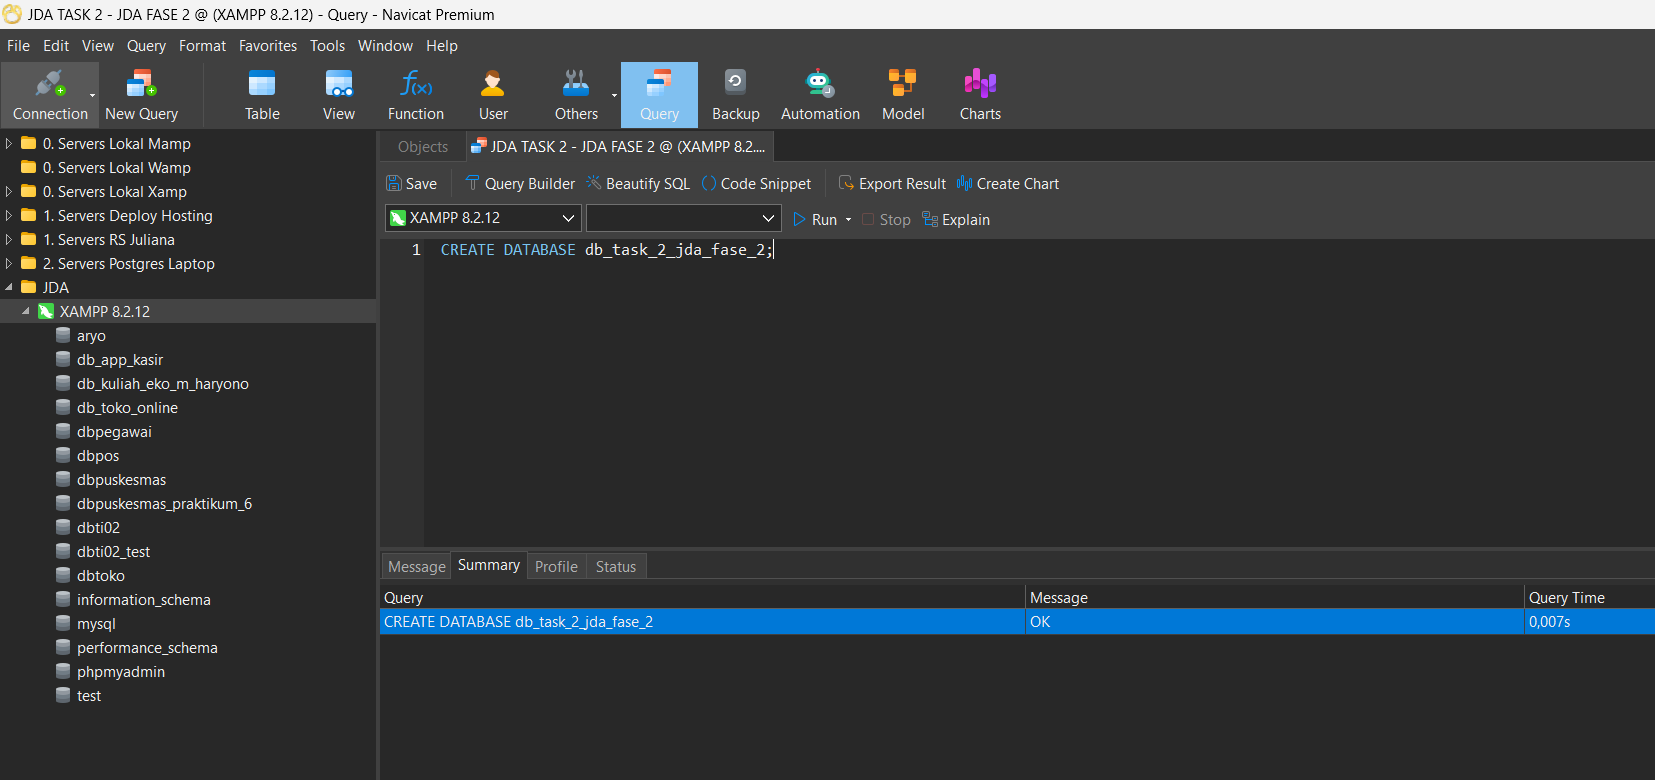 JDA TASK 2 - JDA FASE 2 @ (XAMPP 8.2.12) - Query - Navicat Premium
File Edit View Query Format Favorites Tools Window Help
Connection New Query Table View Function User Others Query Backup Automation Model Charts
0. Servers Lokal Mamp
0. Servers Lokal Wamp
0. Servers Lokal Xamp
1. Servers Deploy Hosting
1. Servers RS Juliana
2. Servers Postgres Laptop
JDA
XAMPP 8.2.12
aryo
db_app_kasir
db_kuliah_eko_m_haryono
db_toko_online
dbpegawai
dbpos
dbpuskesmas
dbpuskesmas_praktikum_6
dbti02
dbti02_test
dbtoko
information_schema
mysql
performance_schema
phpmyadmin
test
Objects JDA TASK 2 - JDA FASE 2 @ (XAMPP 8.2....
Save Query Builder Beautify SQL () Code Snippet Export Result Create Chart
XAMPP 8.2.12 Run Stop Explain
1 CREATE DATABASE db_task_2_jda_fase_2;
Message Summary Profile Status
Query Message Query Time
CREATE DATABASE db_task_2_jda_fase_2 OK 0,007s